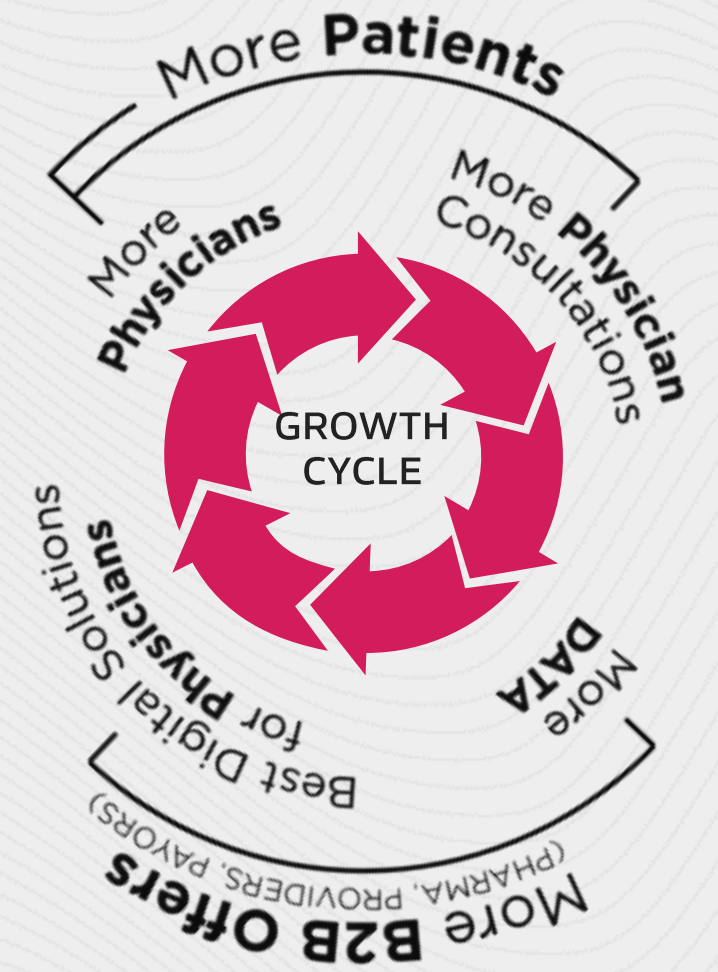 More Patients
More
Physicians
More Physician
Consultations
GROWTH
CYCLE
More
DATA
Best Digital Solutions
for Physicians
More B2B Offers
(PHARMA, PROVIDERS, PAYORS)